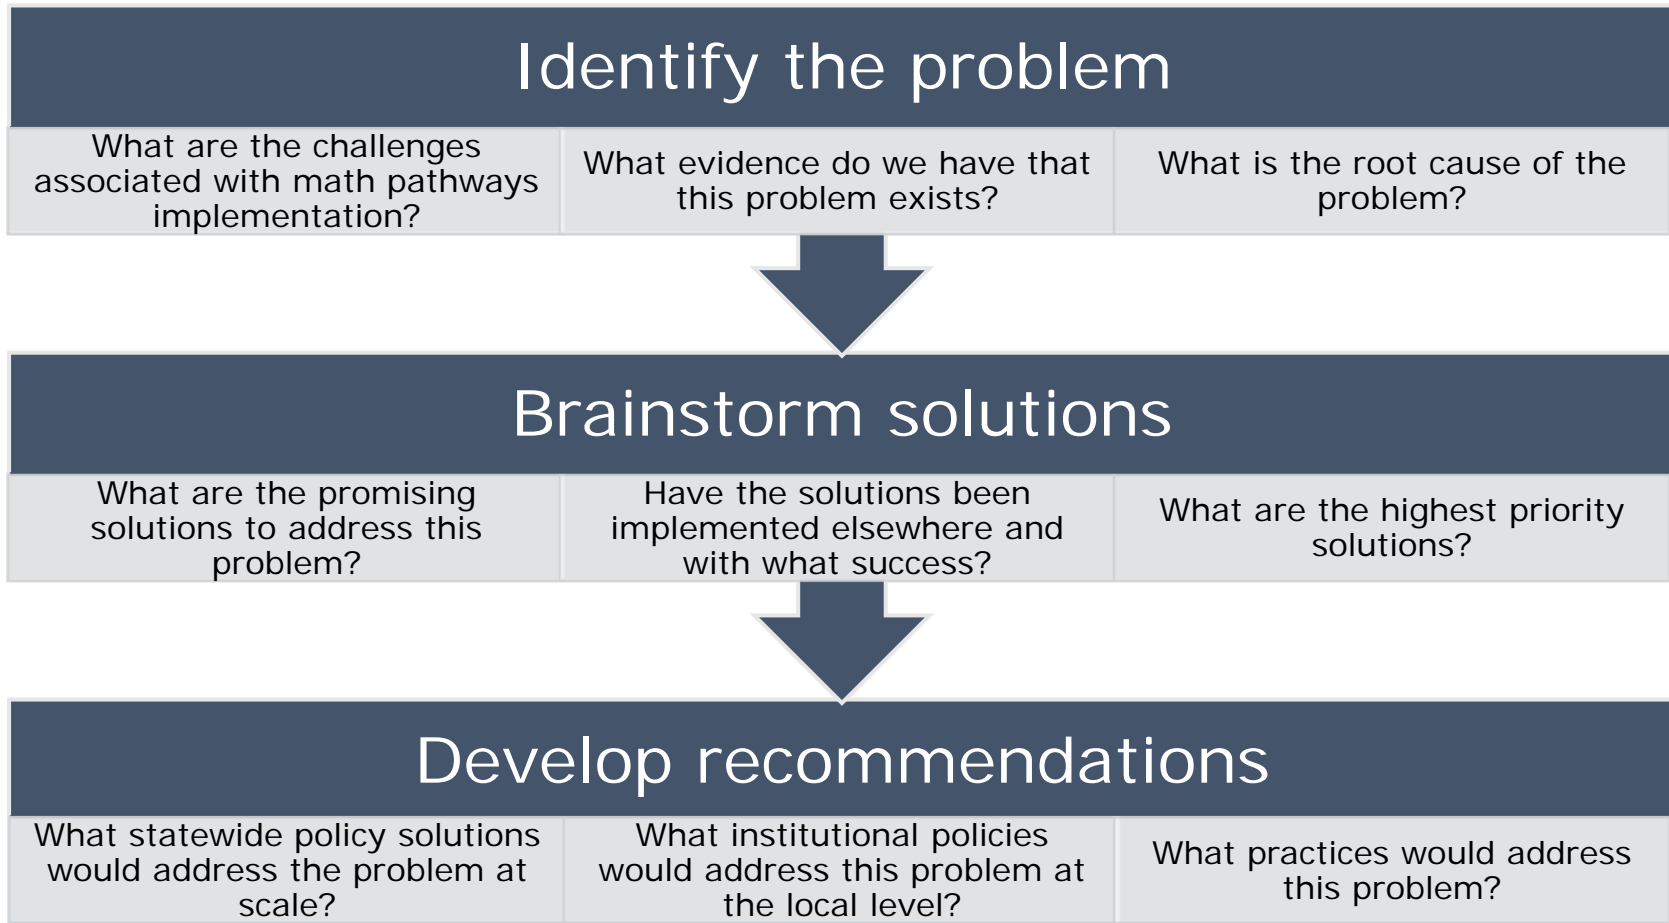 Identify the problem
What are the challenges
associated with math pathways
implementation?
What evidence do we have that
this problem exists?
What is the root cause of the
problem?
Brainstorm solutions
What are the promising
solutions to address this
problem?
Have the solutions been
implemented elsewhere and
with what success?
What are the highest priority
solutions?
Develop recommendations
What statewide policy solutions
would address the problem at
scale?
What institutional policies
would address this problem at
the local level?
What practices would address
this problem?